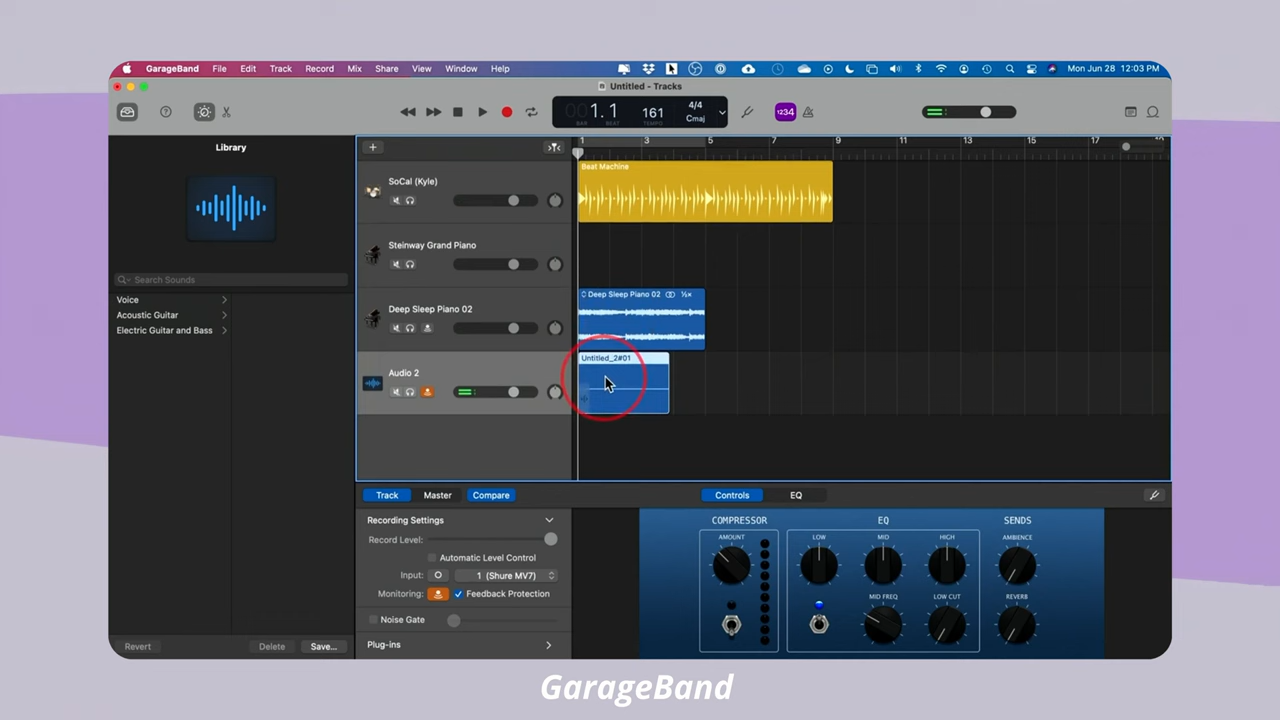 GarageBand File Edit Track Record Mix Share View Window Help Mon Jun 28 12:03 PM
Untitled - Tracks
1.1 161 4/4 Cmaj
BAR BEAT TEMPO
1234
Library
1 3 5 7 9 11 13 15 17
SoCal (Kyle)
Beat Machine
Steinway Grand Piano
Search Sounds
Deep Sleep Piano 02
Deep Sleep Piano 02
Voice
Acoustic Guitar
Electric Guitar and Bass
Audio 2
Untitled_2#01
Track Master Compare
Controls EQ
Recording Settings
Record Level:
Automatic Level Control
Input: 1 (Shure MV7)
Monitoring: Feedback Protection
Noise Gate
Plug-ins
COMPRESSOR EQ SENDS
AMOUNT LOW MID HIGH AMBIENCE
MID FREQ LOW CUT REVERB
Revert Delete Save...
GarageBand